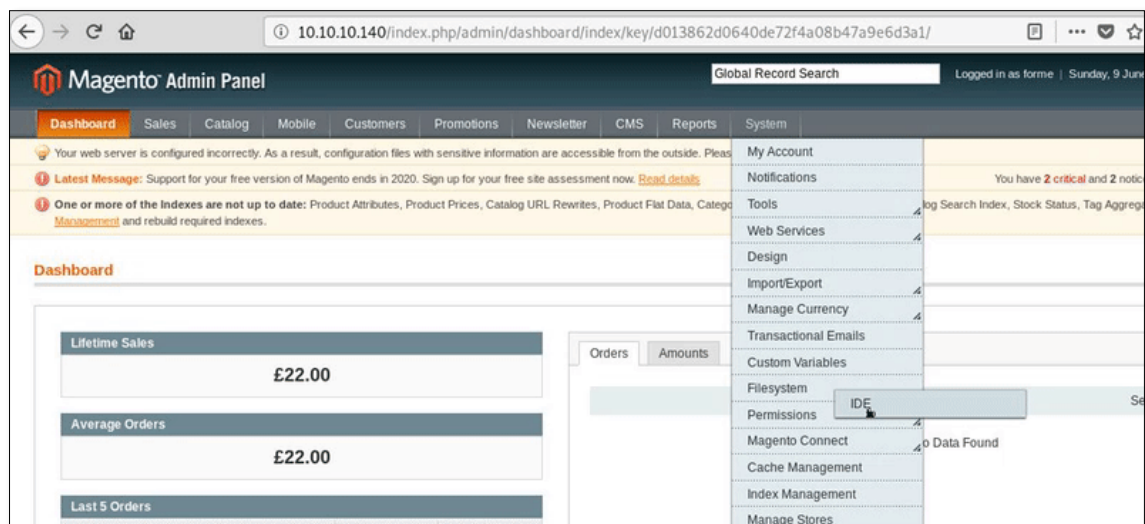 10.10.10.140/index.php/admin/dashboard/index/key/d013862d0640de72f4a08b47a9e6d3a1/
Magento Admin Panel
Global Record Search
Logged in as forme | Sunday, 9 June
Dashboard Sales Catalog Mobile Customers Promotions Newsletter CMS Reports System
Your web server is configured incorrectly. As a result, configuration files with sensitive information are accessible from the outside. Pleas
Latest Message: Support for your free version of Magento ends in 2020. Sign up for your free site assessment now. Read details
You have 2 critical and 2 notic
One or more of the Indexes are not up to date: Product Attributes, Product Prices, Catalog URL Rewrites, Product Flat Data, Catego
log Search Index, Stock Status, Tag Aggrega
Management and rebuild required indexes.
My Account
Notifications
Tools
Web Services
Design
Import/Export
Manage Currency
Transactional Emails
Custom Variables
Filesystem
IDE
Permissions
Magento Connect
Cache Management
Index Management
Manage Stores
Dashboard
Lifetime Sales
£22.00
Average Orders
£22.00
Last 5 Orders
Orders Amounts
Se
o Data Found